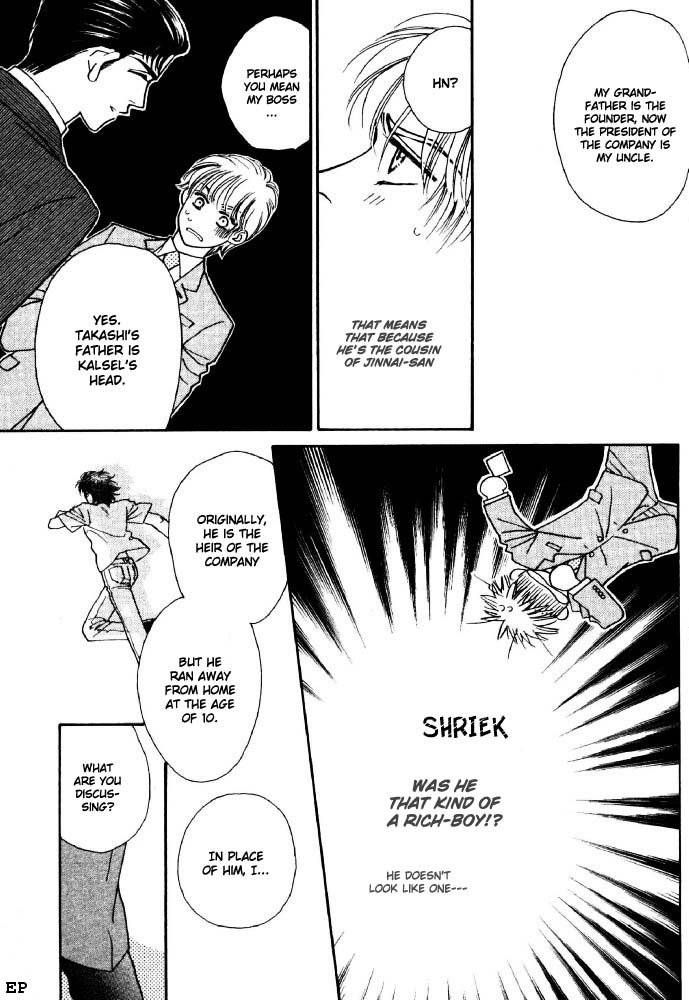 MY GRAND-
FATHER IS THE
FOUNDER, NOW
THE PRESIDENT OF
THE COMPANY IS
MY UNCLE.
HN?
THAT MEANS
THAT BECAUSE
HE'S THE COUSIN
OF JINNAI-SAN
PERHAPS
YOU MEAN
MY BOSS
...
YES.
TAKASHI'S
FATHER IS
KALSEL'S
HEAD.
SHRIEK
WAS HE
THAT KIND OF
A RICH-BOY!?
HE DOESN'T
LOOK LIKE ONE---
ORIGINALLY,
HE IS THE
HEIR OF THE
COMPANY
BUT HE
RAN AWAY
FROM HOME
AT THE AGE
OF 10.
IN PLACE
OF HIM, I...
WHAT
ARE YOU
DISCUS-
SING?
EP